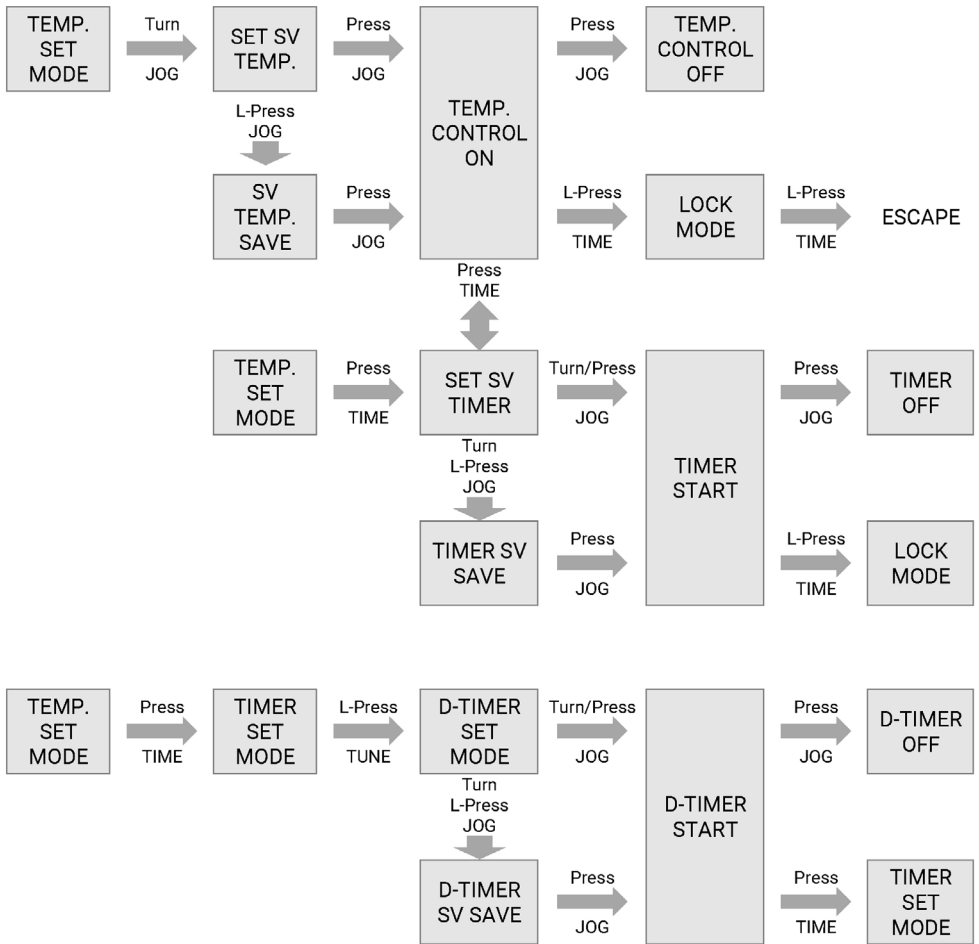 TEMP.
SET
MODE
Turn
JOG
SET SV
TEMP.
Press
JOG
TEMP.
CONTROL
ON
Press
JOG
TEMP.
CONTROL
OFF
L-Press
JOG
SV
TEMP.
SAVE
Press
JOG
L-Press
TIME
LOCK
MODE
L-Press
TIME
ESCAPE
Press
TIME
TEMP.
SET
MODE
Press
TIME
SET SV
TIMER
Turn/Press
JOG
TIMER
START
Press
JOG
TIMER
OFF
Turn
L-Press
JOG
TIMER SV
SAVE
Press
JOG
L-Press
TIME
LOCK
MODE
TEMP.
SET
MODE
Press
TIME
TIMER
SET
MODE
L-Press
TUNE
D-TIMER
SET
MODE
Turn/Press
JOG
D-TIMER
START
Press
JOG
D-TIMER
OFF
Turn
L-Press
JOG
D-TIMER
SV SAVE
Press
JOG
Press
TIME
TIMER
SET
MODE